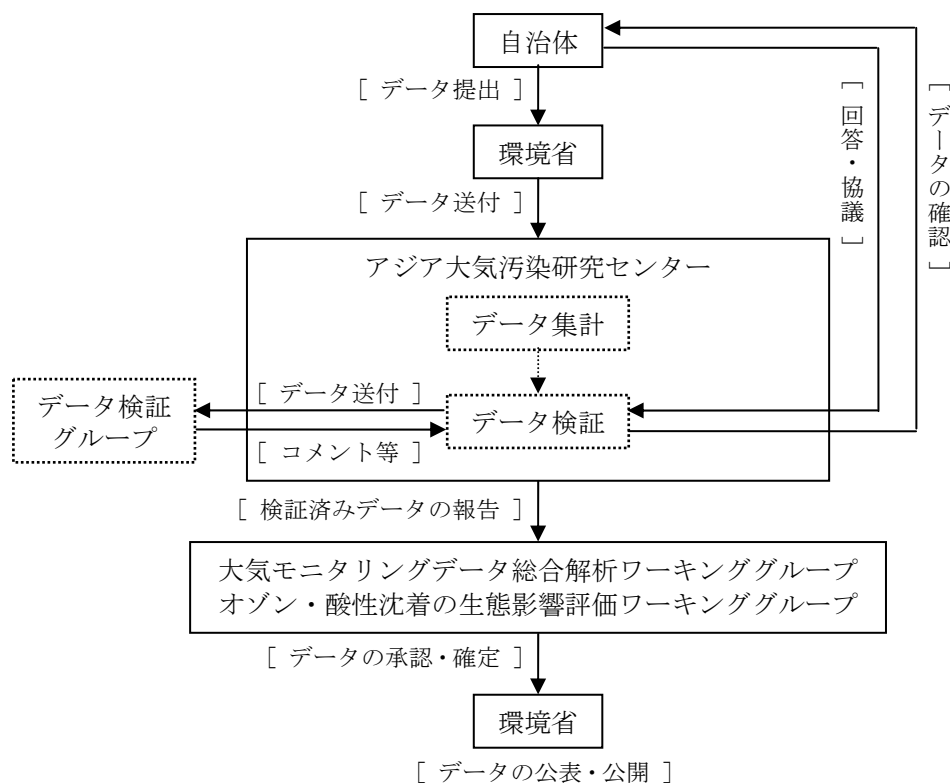 自治体
[ データ提出 ]
環境省
[ データ送付 ]
[ 回答・協議 ]
[ データの確認 ]
アジア大気汚染研究センター
データ集計
[ データ送付 ]
データ検証
グループ
データ検証
[ コメント等 ]
[ 検証済みデータの報告 ]
大気モニタリングデータ総合解析ワーキンググループ
オゾン・酸性沈着の生態影響評価ワーキンググループ
[ データの承認・確定 ]
環境省
[ データの公表・公開 ]